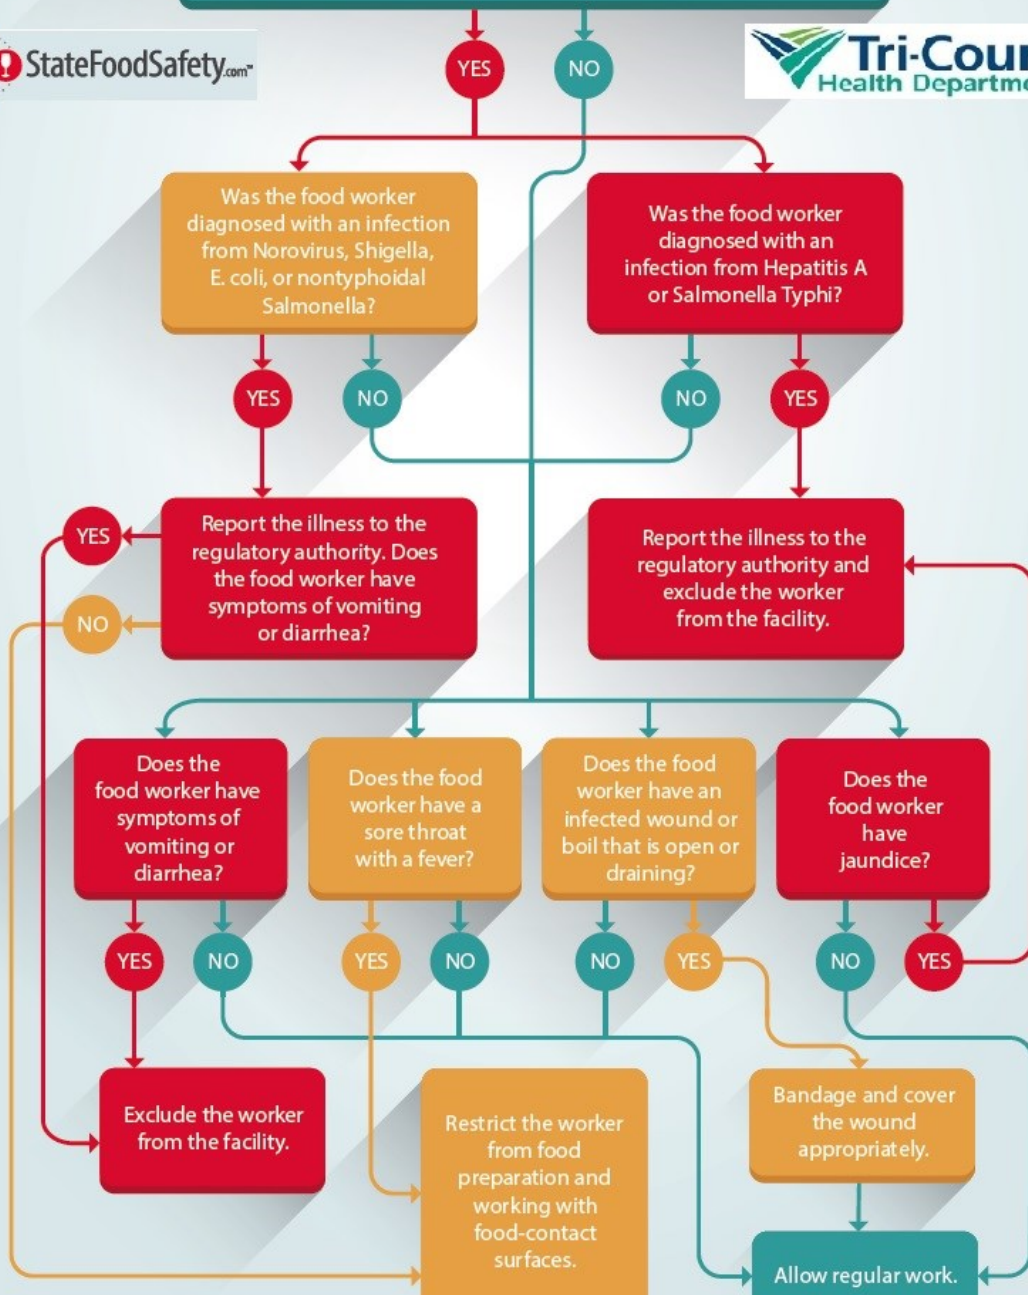 YES
NO
StateFoodSafety.com
Tri-Coun
Health Departme
Was the food worker
diagnosed with an infection
from Norovirus, Shigella,
E. coli, or nontyphoidal
Salmonella?
Was the food worker
diagnosed with an
infection from Hepatitis A
or Salmonella Typhi?
YES
NO
NO
YES
YES
NO
Report the illness to the
regulatory authority. Does
the food worker have
symptoms of vomiting
or diarrhea?
Report the illness to the
regulatory authority and
exclude the worker
from the facility.
Does the
food worker have
symptoms of
vomiting or
diarrhea?
Does the food
worker have a
sore throat
with a fever?
Does the food
worker have an
infected wound or
boil that is open or
draining?
Does the
food worker
have
jaundice?
YES
NO
YES
NO
NO
YES
NO
YES
Exclude the worker
from the facility.
Restrict the worker
from food
preparation and
working with
food-contact
surfaces.
Bandage and cover
the wound
appropriately.
Allow regular work.